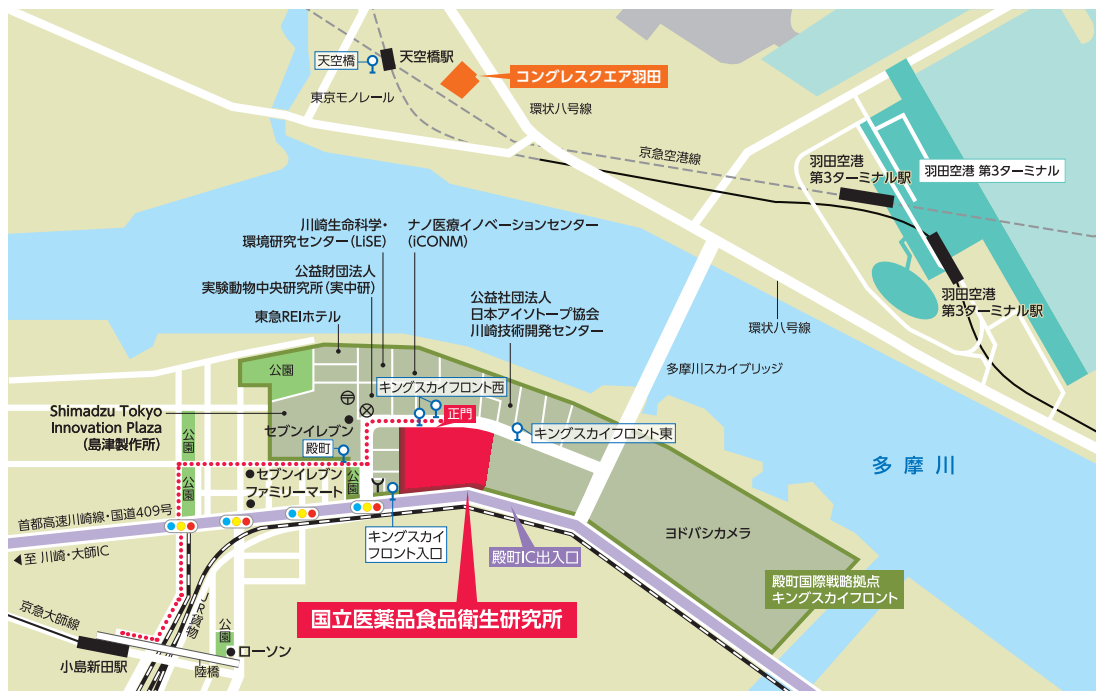 天空橋
天空橋駅
コングレスクエア羽田
東京モノレール
環状八号線
京急空港線
羽田空港
第3ターミナル駅
羽田空港 第3ターミナル
川崎生命科学・
環境研究センター(LiSE)
ナノ医療イノベーションセンター
(iCONM)
公益財団法人
実験動物中央研究所(実中研)
公益社団法人
日本アイソトープ協会
川崎技術開発センター
東急REIホテル
羽田空港
第3ターミナル駅
環状八号線
多摩川スカイブリッジ
公園
キングスカイフロント西
正門
Shimadzu Tokyo
Innovation Plaza
(島津製作所)
公園
セブンイレブン
殿町
キングスカイフロント東
多摩川
公園
セブンイレブン
ファミリーマート
公園
首都高速川崎線・国道409号
至 川崎・大師IC
キングスカイ
フロント入口
殿町IC出入口
ヨドバシカメラ
殿町国際戦略拠点
キングスカイフロント
国立医薬品食品衛生研究所
京急大師線
JR貨物
公園
ローソン
小島新田駅
陸橋